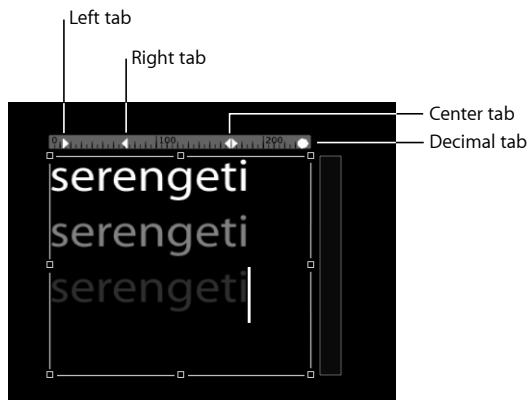 Left tab
Right tab
Center tab
Decimal tab
0 100 200
serengeti
serengeti
serengeti